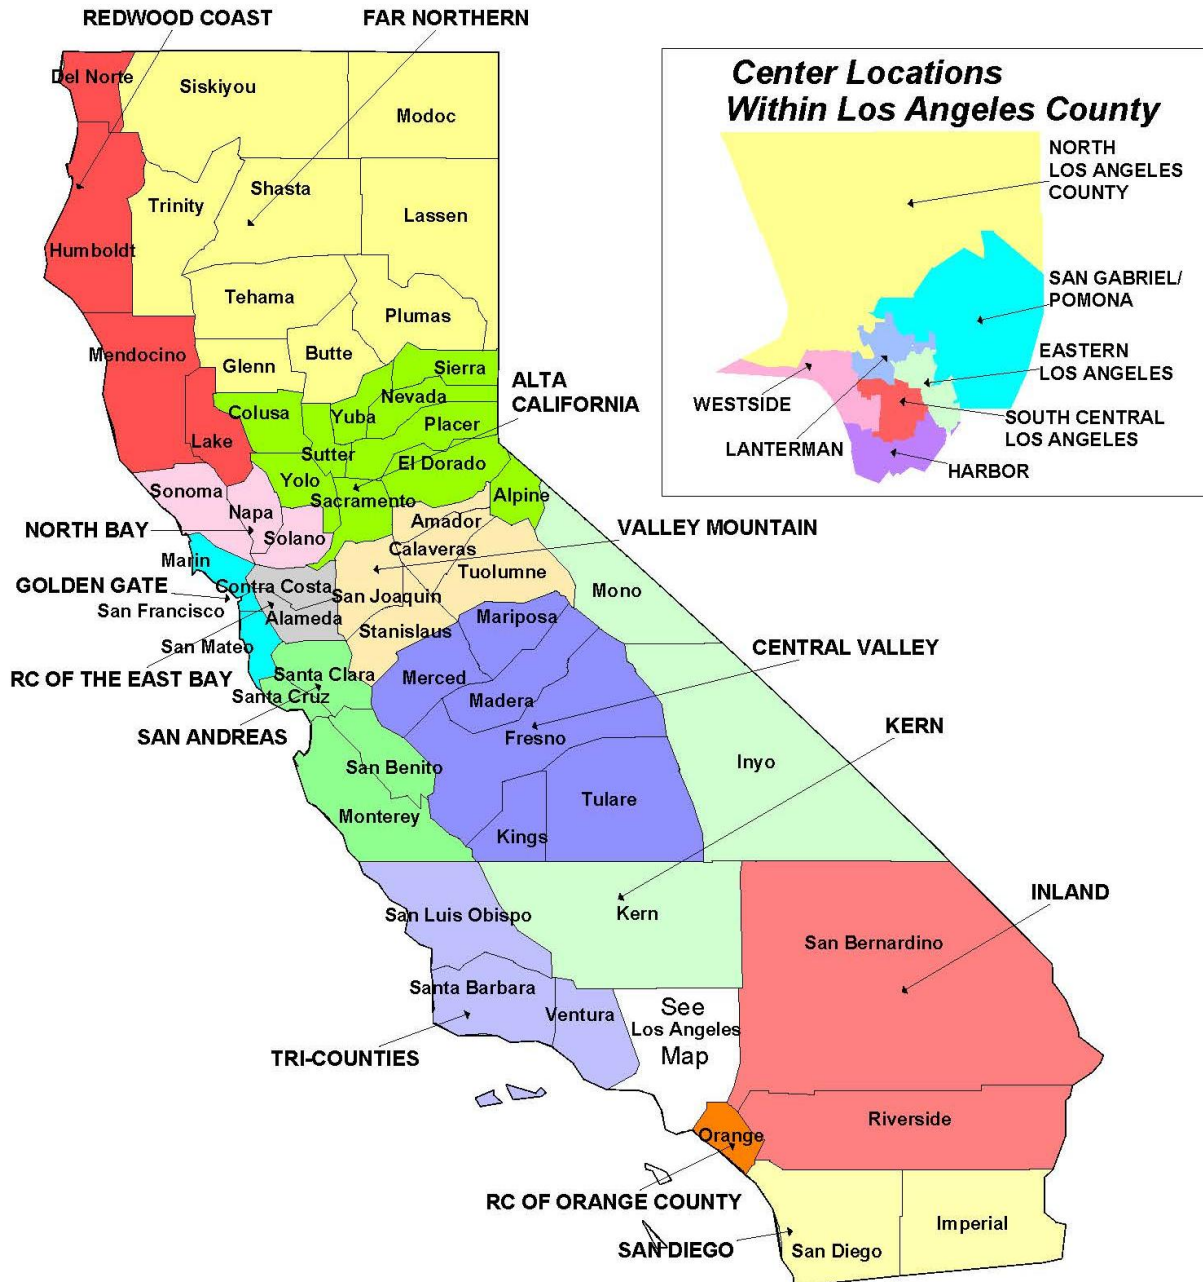 REDWOOD COAST
FAR NORTHERN
Del Norte
Siskiyou
Modoc
Trinity
Shasta
Lassen
Humboldt
Tehama
Plumas
Mendocino
Glenn
Butte
Sierra
Nevada
Colusa
Yuba
Placer
Lake
Sutter
El Dorado
Yolo
Sacramento
Alpine
ALTA
CALIFORNIA
Sonoma
Napa
Solano
NORTH BAY
Amador
Calaveras
Tuolumne
VALLEY MOUNTAIN
Marin
GOLDEN GATE
Contra Costa
San Joaquin
Mono
San Francisco
Alameda
Stanislaus
Mariposa
San Mateo
RC OF THE EAST BAY
Santa Clara
Merced
CENTRAL VALLEY
Santa Cruz
Madera
SAN ANDREAS
Fresno
KERN
San Benito
Inyo
Monterey
Tulare
Kings
San Luis Obispo
Kern
INLAND
San Bernardino
Santa Barbara
Ventura
See
Los Angeles
Map
TRI-COUNTIES
Riverside
Orange
RC OF ORANGE COUNTY
SAN DIEGO
San Diego
Imperial
Center Locations
Within Los Angeles County
NORTH
LOS ANGELES
COUNTY
SAN GABRIEL/
POMONA
EASTERN
LOS ANGELES
WESTSIDE
SOUTH CENTRAL
LOS ANGELES
LANTERMAN
HARBOR